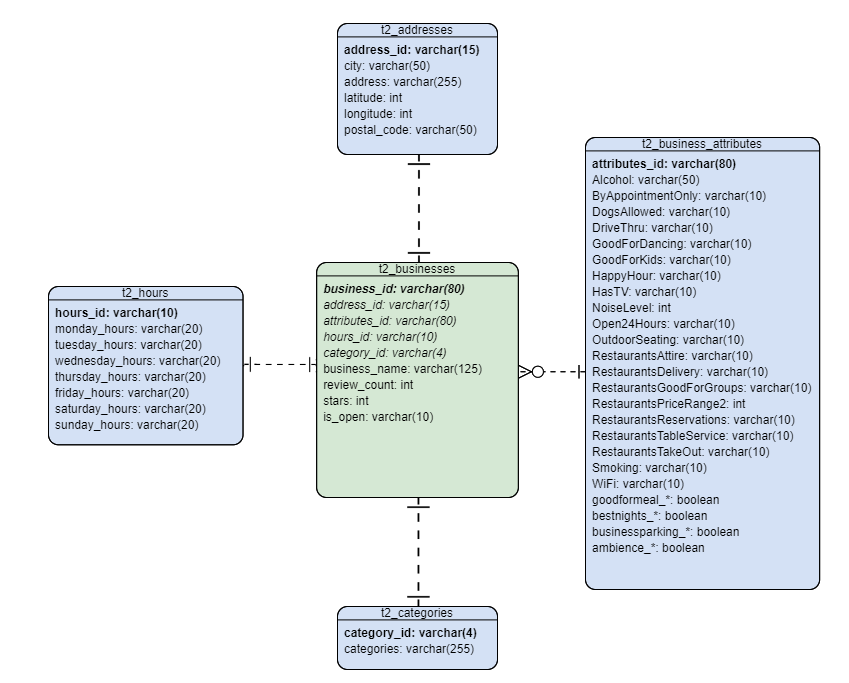 t2_addresses
address_id: varchar(15)
city: varchar(50)
address: varchar(255)
latitude: int
longitude: int
postal_code: varchar(50)
t2_hours
hours_id: varchar(10)
monday_hours: varchar(20)
tuesday_hours: varchar(20)
wednesday_hours: varchar(20)
thursday_hours: varchar(20)
friday_hours: varchar(20)
saturday_hours: varchar(20)
sunday_hours: varchar(20)
t2_businesses
business_id: varchar(80)
address_id: varchar(15)
attributes_id: varchar(80)
hours_id: varchar(10)
category_id: varchar(4)
business_name: varchar(125)
review_count: int
stars: int
is_open: varchar(10)
t2_business_attributes
attributes_id: varchar(80)
Alcohol: varchar(50)
ByAppointmentOnly: varchar(10)
DogsAllowed: varchar(10)
DriveThru: varchar(10)
GoodForDancing: varchar(10)
GoodForKids: varchar(10)
HappyHour: varchar(10)
HasTV: varchar(10)
NoiseLevel: int
Open24Hours: varchar(10)
OutdoorSeating: varchar(10)
RestaurantsAttire: varchar(10)
RestaurantsDelivery: varchar(10)
RestaurantsGoodForGroups: varchar(10)
RestaurantsPriceRange2: int
RestaurantsReservations: varchar(10)
RestaurantsTableService: varchar(10)
RestaurantsTakeOut: varchar(10)
Smoking: varchar(10)
WiFi: varchar(10)
goodformeal_*: boolean
bestnights_*: boolean
businessparking_*: boolean
ambience_*: boolean
t2_categories
category_id: varchar(4)
categories: varchar(255)